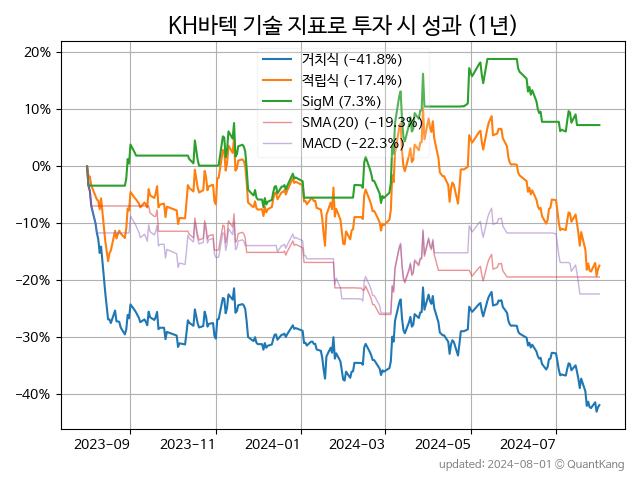 KH바텍 기술 지표로 투자 시 성과 (1년)
거치식 (−41.8%)
적립식 (−17.4%)
SigM (7.3%)
SMA(20) (−19.3%)
MACD (−22.3%)
20%
10%
0%
−10%
−20%
−30%
−40%
2023-09 2023-11 2024-01 2024-03 2024-05 2024-07
updated: 2024-08-01 @ QuantKang